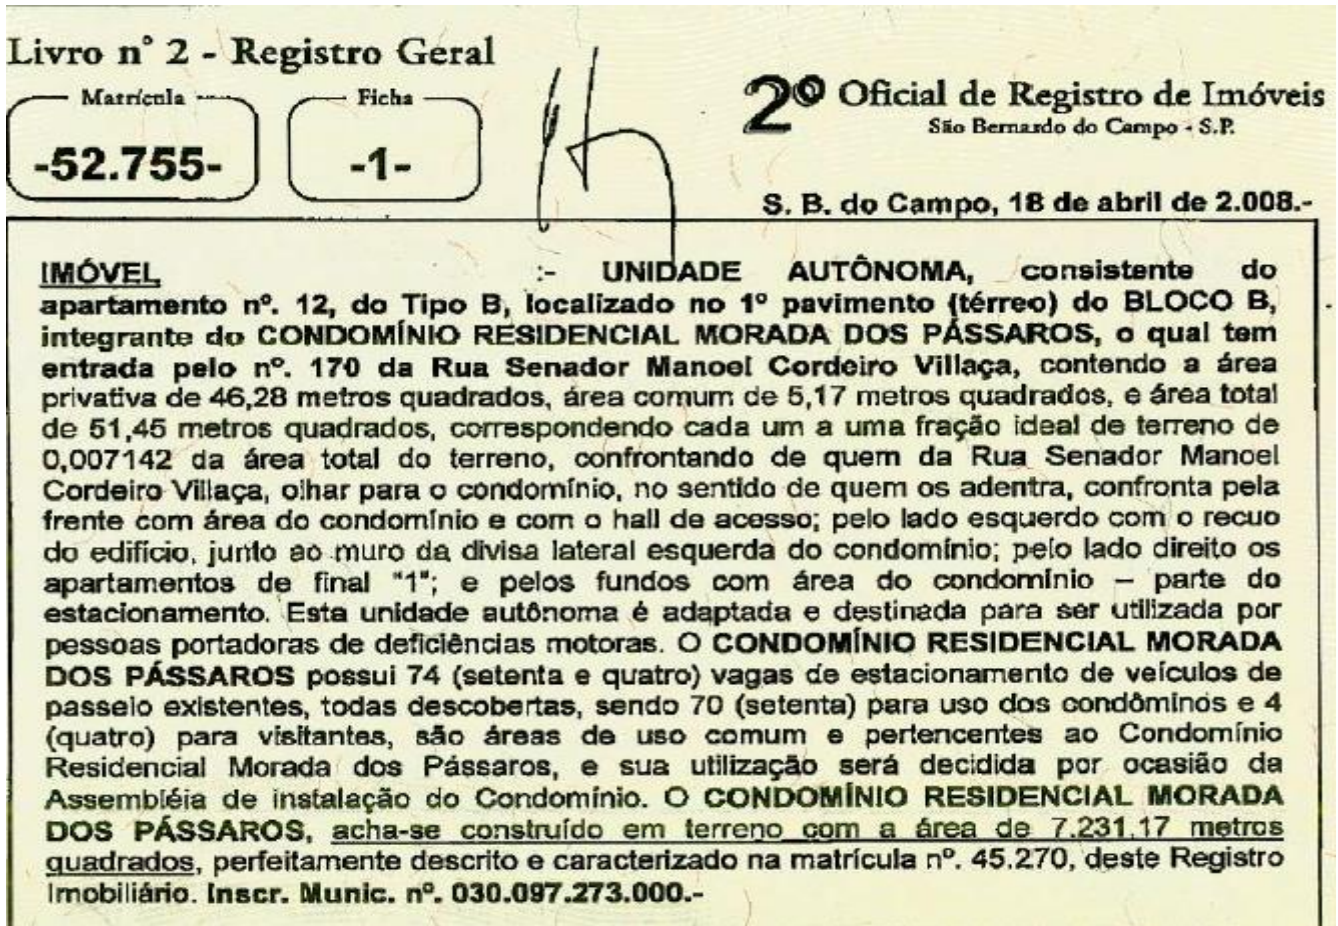 Livro n° 2 - Registro Geral
Matrícula
Ficha
2º Oficial de Registro de Imóveis
São Bernardo do Campo - S.P.
-52.755-
-1-
S. B. do Campo, 18 de abril de 2.008.-
IMÓVEL :- UNIDADE AUTÔNOMA, consistente do
apartamento nº. 12, do Tipo B, localizado no 1º pavimento (térreo) do BLOCO B,
integrante do CONDOMÍNIO RESIDENCIAL MORADA DOS PÁSSAROS, o qual tem
entrada pelo nº. 170 da Rua Senador Manoel Cordeiro Villaça, contendo a área
privativa de 46,28 metros quadrados, área comum de 5,17 metros quadrados, e área total
de 51,45 metros quadrados, correspondendo cada um a uma fração ideal de terreno de
0,007142 da área total do terreno, confrontando de quem da Rua Senador Manoel
Cordeiro Villaça, olhar para o condomínio, no sentido de quem os adentra, confronta pela
frente com área do condomínio e com o hall de acesso; pelo lado esquerdo com o recuo
do edifício, junto ao muro da divisa lateral esquerda do condomínio; pelo lado direito os
apartamentos de final "1"; e pelos fundos com área do condomínio – parte do
estacionamento. Esta unidade autônoma é adaptada e destinada para ser utilizada por
pessoas portadoras de deficiências motoras. O CONDOMÍNIO RESIDENCIAL MORADA
DOS PÁSSAROS possui 74 (setenta e quatro) vagas de estacionamento de veículos de
passeio existentes, todas descobertas, sendo 70 (setenta) para uso dos condôminos e 4
(quatro) para visitantes, são áreas de uso comum e pertencentes ao Condomínio
Residencial Morada dos Pássaros, e sua utilização será decidida por ocasião da
Assembléia de instalação do Condomínio. O CONDOMÍNIO RESIDENCIAL MORADA
DOS PÁSSAROS, acha-se construído em terreno com a área de 7.231,17 metros
quadrados, perfeitamente descrito e caracterizado na matrícula nº. 45.270, deste Registro
Imobiliário. Inscr. Munic. nº. 030.097.273.000.-